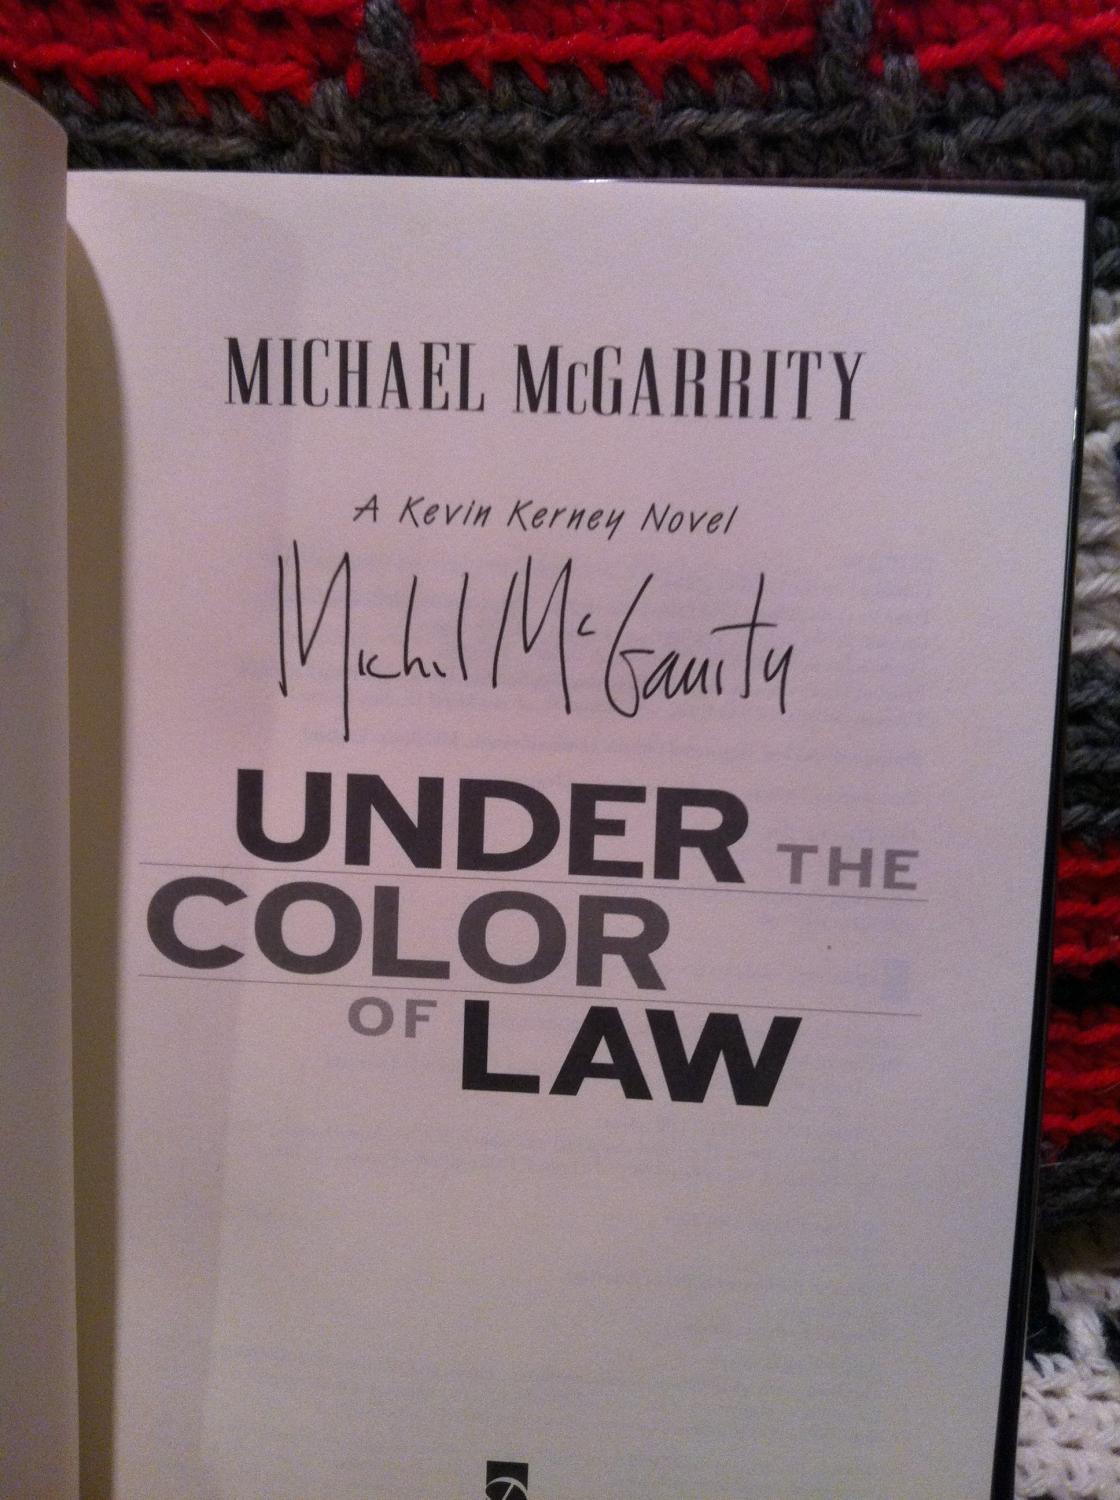 MICHAEL McGARRITY
A Kevin Kerney Novel
Michael McGarrity
UNDER THE
COLOR
OF LAW